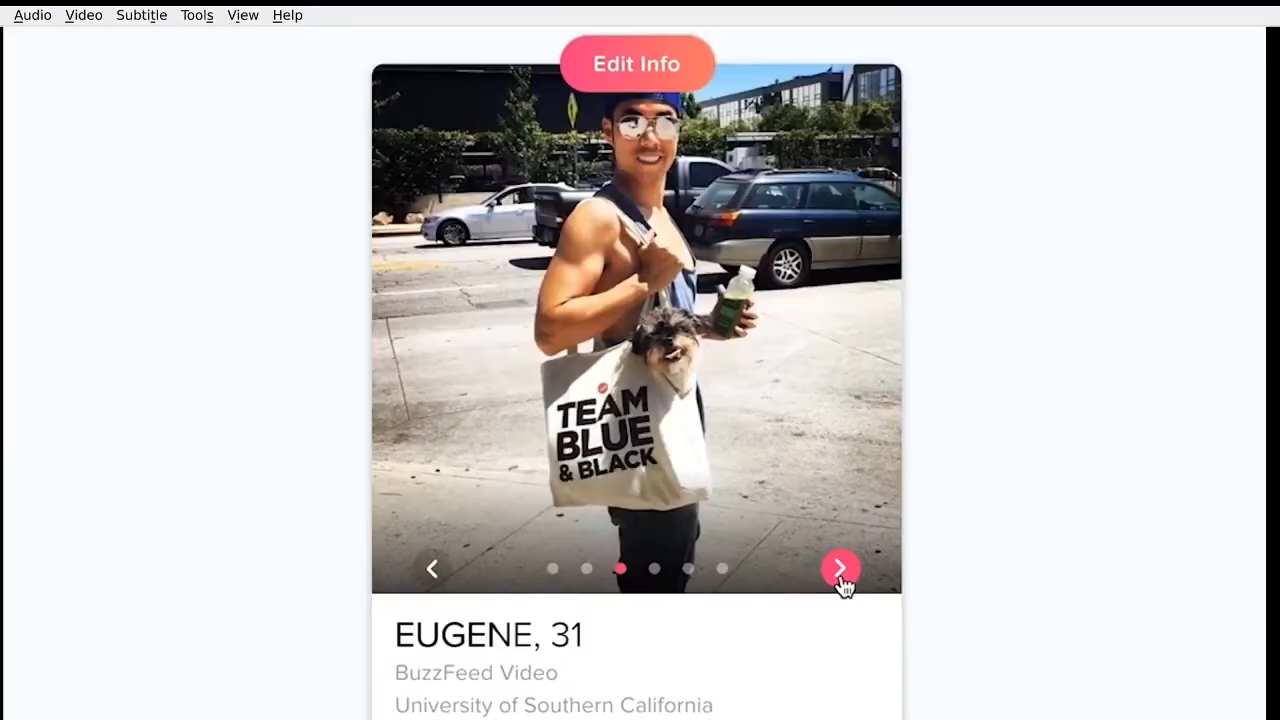 Audio Video Subtitle Tools View Help
Edit Info
TEAM
BLUE
& BLACK
EUGENE, 31
BuzzFeed Video
University of Southern California